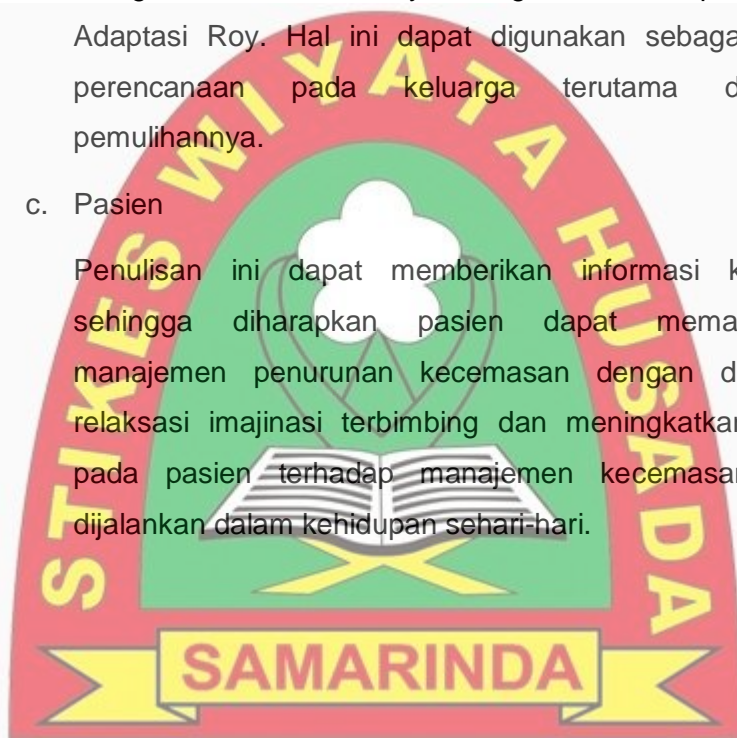 Adaptasi Roy. Hal ini dapat digunakan sebaga
perencanaan pada keluarga terutama d
pemulihannya.
c. Pasien
Penulisan ini dapat memberikan informasi k
sehingga diharapkan pasien dapat mema
manajemen penurunan kecemasan dengan d
relaksasi imajinasi terbimbing dan meningkatkan
pada pasien terhadap manajemen kecemasan
dijalankan dalam kehidupan sehari-hari.
STIKES WIYATA HUSADA
SAMARINDA